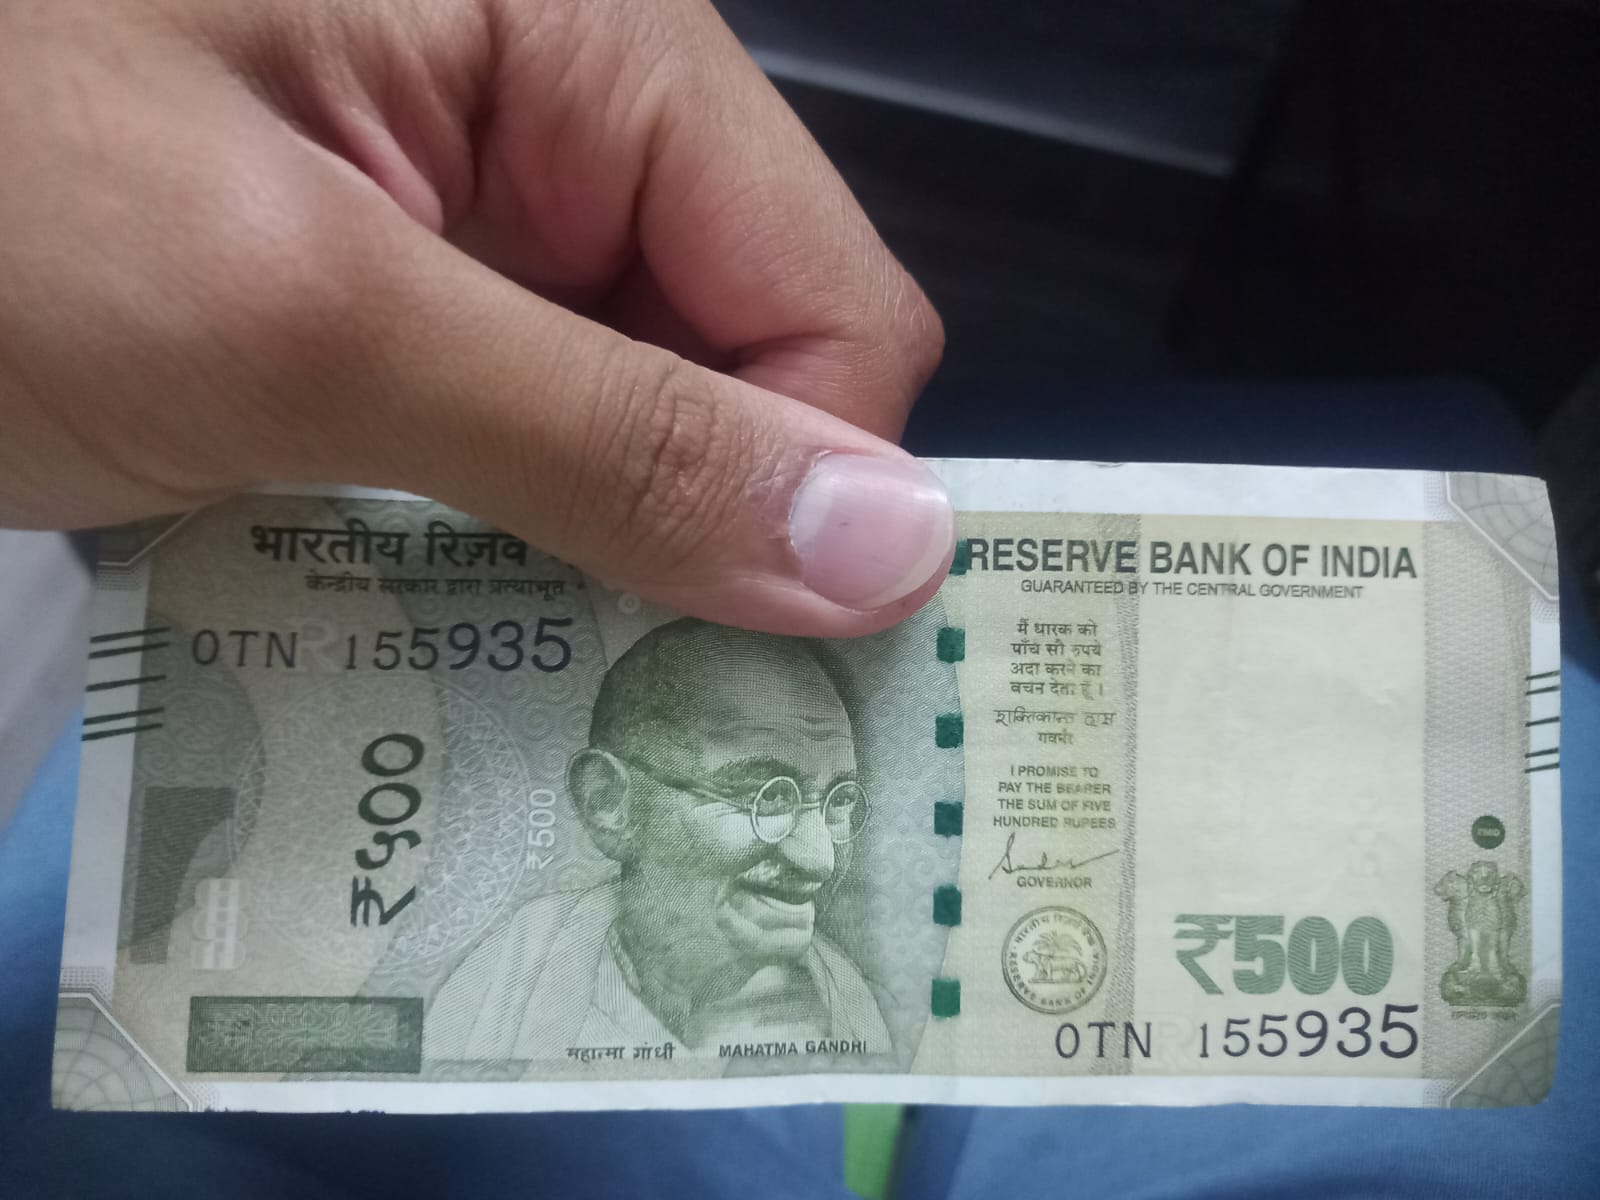 भारतीय रिज़र्व
केन्द्रीय सरकार द्वारा प्रत्याभूत
0TN 155935
₹५००
₹500
महात्मा गांधी MAHATMA GANDHI
RESERVE BANK OF INDIA
GUARANTEED BY THE CENTRAL GOVERNMENT
मैं धारक को
पाँच सौ रुपये
अदा करने का
वचन देता हूँ ।
शक्तिकान्त दास
गवर्नर
I PROMISE TO
PAY THE BEARER
THE SUM OF FIVE
HUNDRED RUPEES
GOVERNOR
भारतीय रिज़र्व बैंक
RESERVE BANK OF INDIA
₹500
₹500
सत्यमेव जयते
0TN 155935